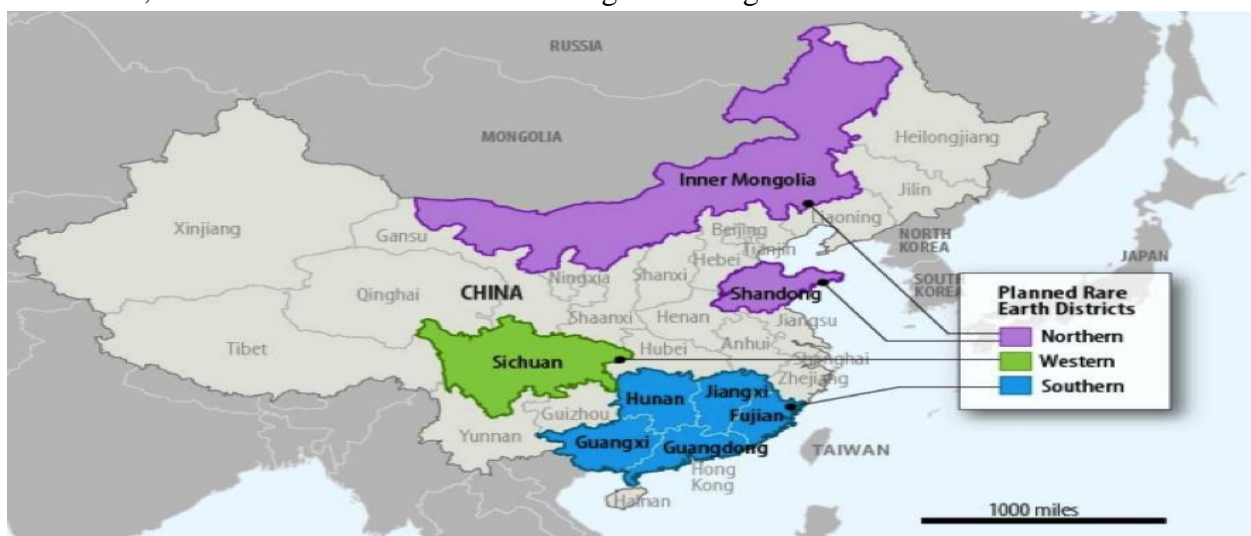 RUSSIA
MONGOLIA
Heilongjiang
Inner Mongolia
Jilin
Xinjiang
Gansu
Liaoning
Beijing
Tianjin
NORTH
KOREA
Hebei
JAPAN
Ningxia
Shanxi
SOUTH
KOREA
Qinghai
CHINA
Shandong
Planned Rare
Earth Districts
Northern
Western
Southern
Shaanxi
Henan
Jiangsu
Tibet
Sichuan
Hubei
Anhui
Shanghai
Zhejiang
Hunan
Jiangxi
Fujian
Guizhou
Yunnan
Guangxi
Guangdong
TAIWAN
Hong
Kong
Hainan
1000 miles